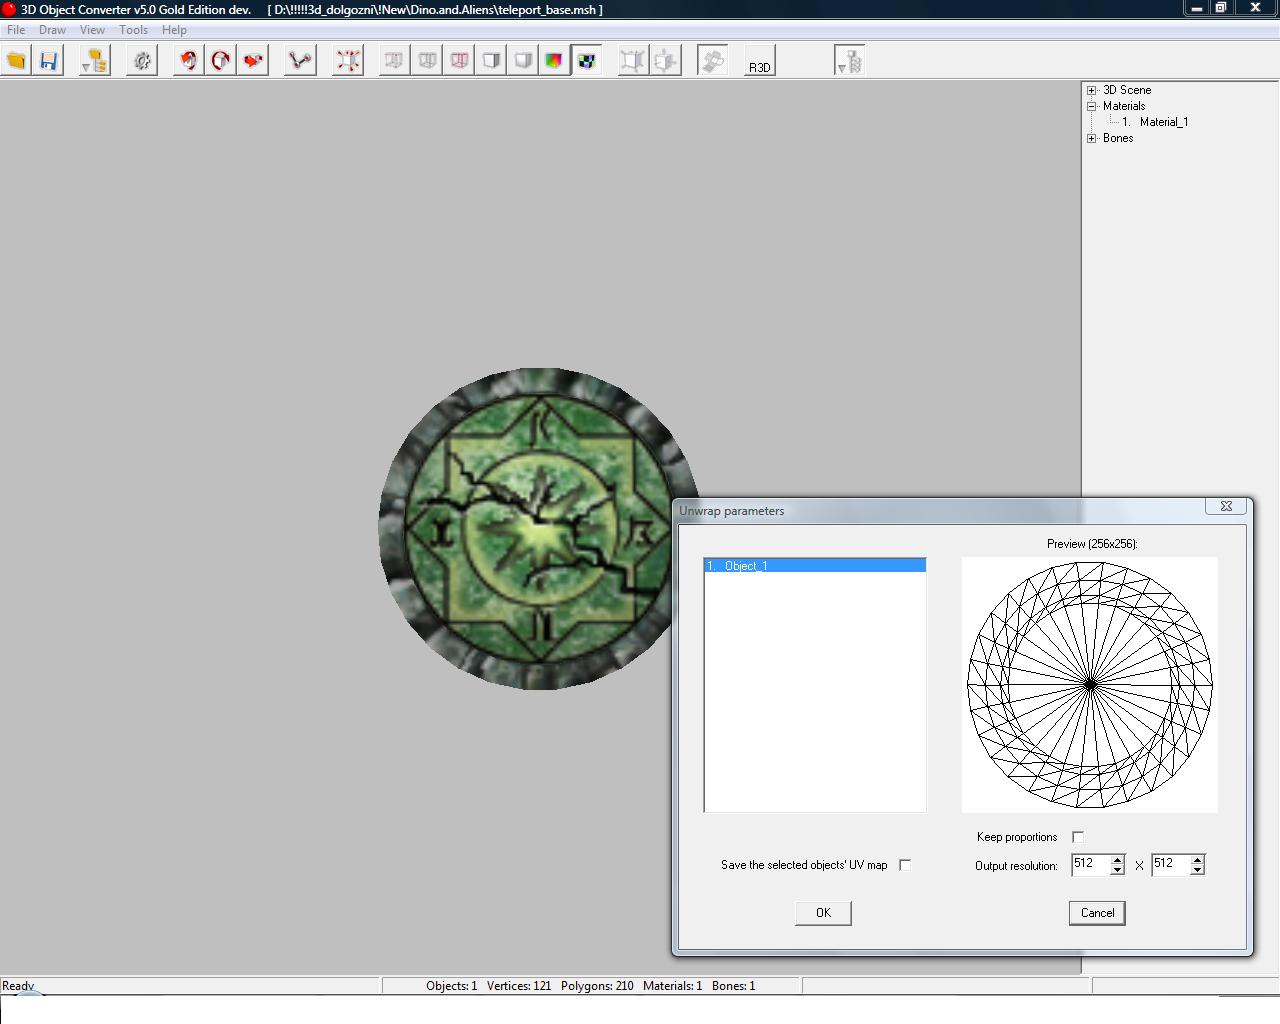 3D Object Converter v5.0 Gold Edition dev. [ D:\!!!!!3d_dolgozni\!New\Dino.and.Aliens\teleport_base.msh ]
File Draw View Tools Help
R3D
3D Scene
Materials
1. Material_1
Bones
Unwrap parameters
1. Object_1
Preview (256x256):
Keep proportions
Save the selected objects' UV map
Output resolution: 512 X 512
OK
Cancel
Ready
Objects: 1 Vertices: 121 Polygons: 210 Materials: 1 Bones: 1